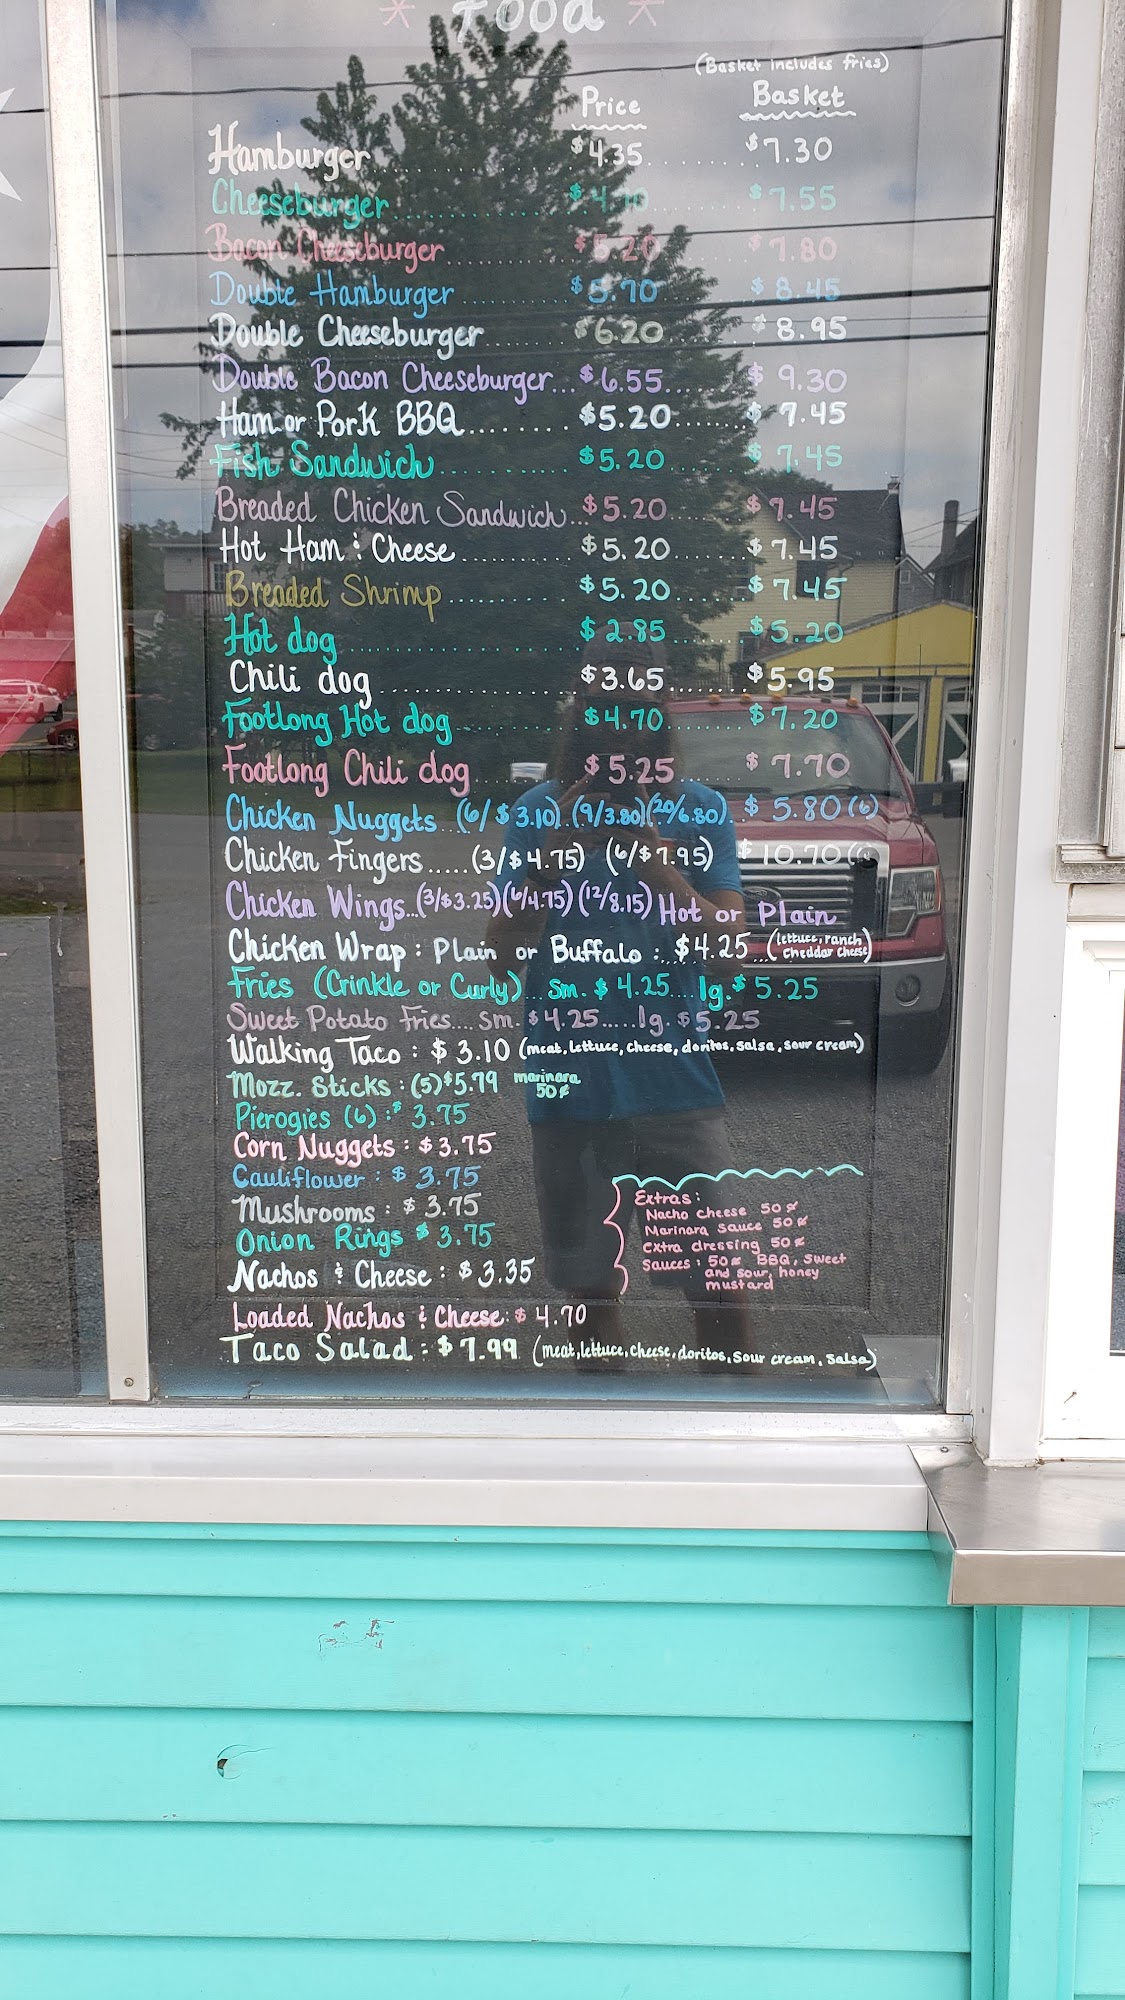 * Food *
(Basket includes fries)
Price Basket
Hamburger $4.35 $7.30
Cheeseburger $4.70 $7.55
Bacon Cheeseburger $5.20 $7.80
Double Hamburger $5.70 $8.45
Double Cheeseburger $6.20 $8.95
Double Bacon Cheeseburger... $6.55 $9.30
Ham or Pork BBQ $5.20 $7.45
Fish Sandwich $5.20 $7.45
Breaded Chicken Sandwich... $5.20 $7.45
Hot Ham & Cheese $5.20 $7.45
Breaded Shrimp $5.20 $7.45
Hot dog $2.85 $5.20
Chili dog $3.65 $5.95
Footlong Hot dog $4.70 $7.20
Footlong Chili dog $5.25 $7.70
Chicken Nuggets (6/$3.10) (9/3.80) (20/6.80) $5.80 (6)
Chicken Fingers..... (3/$4.75) (6/$7.95) $10.70
Chicken Wings... (3/$3.25) (6/4.75) (12/8.15) Hot or Plain
Chicken Wrap: Plain or Buffalo: $4.25 (lettuce, ranch cheddar cheese)
Fries (Crinkle or Curly)... Sm. $4.25.... lg. $5.25
Sweet Potato Fries.... Sm. $4.25..... lg. $5.25
Walking Taco: $3.10 (meat, lettuce, cheese, doritos, salsa, sour cream)
Mozz. Sticks: (5) $5.79 marinara 50¢
Pierogies (6): $3.75
Corn Nuggets: $3.75
Cauliflower: $3.75
Mushrooms: $3.75
Onion Rings $3.75
Nachos & Cheese: $3.35
Loaded Nachos & Cheese: $4.70
Taco Salad: $7.99 (meat, lettuce, cheese, doritos, sour cream, salsa)
Extras:
Nacho cheese 50¢
Marinara Sauce 50¢
extra dressing 50¢
Sauces: 50¢ BBQ, sweet
and sour, honey
mustard